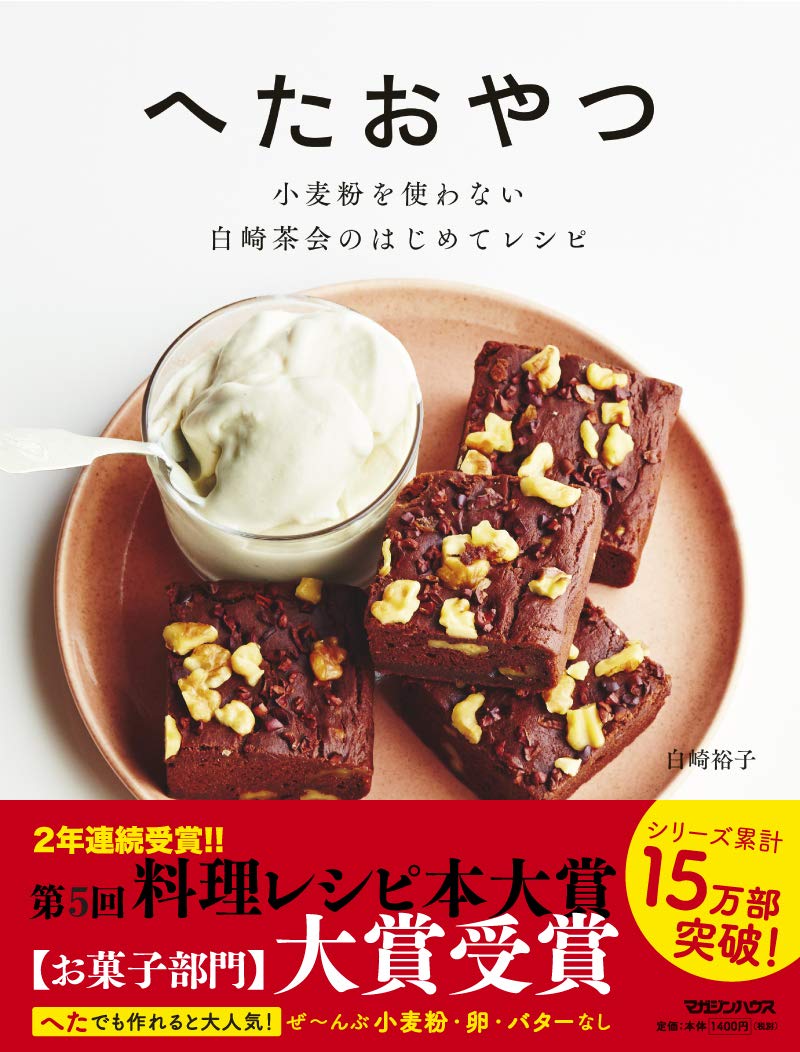 へたおやつ
小麦粉を使わない
白崎茶会のはじめてレシピ
白崎裕子
2年連続受賞!!
第5回 料理レシピ本大賞
【お菓子部門】大賞受賞
へたでも作れると大人気! ぜ〜んぶ小麦粉・卵・バターなし
シリーズ累計
15万部
突破!
マガジンハウス
定価:本体1400円(税別)